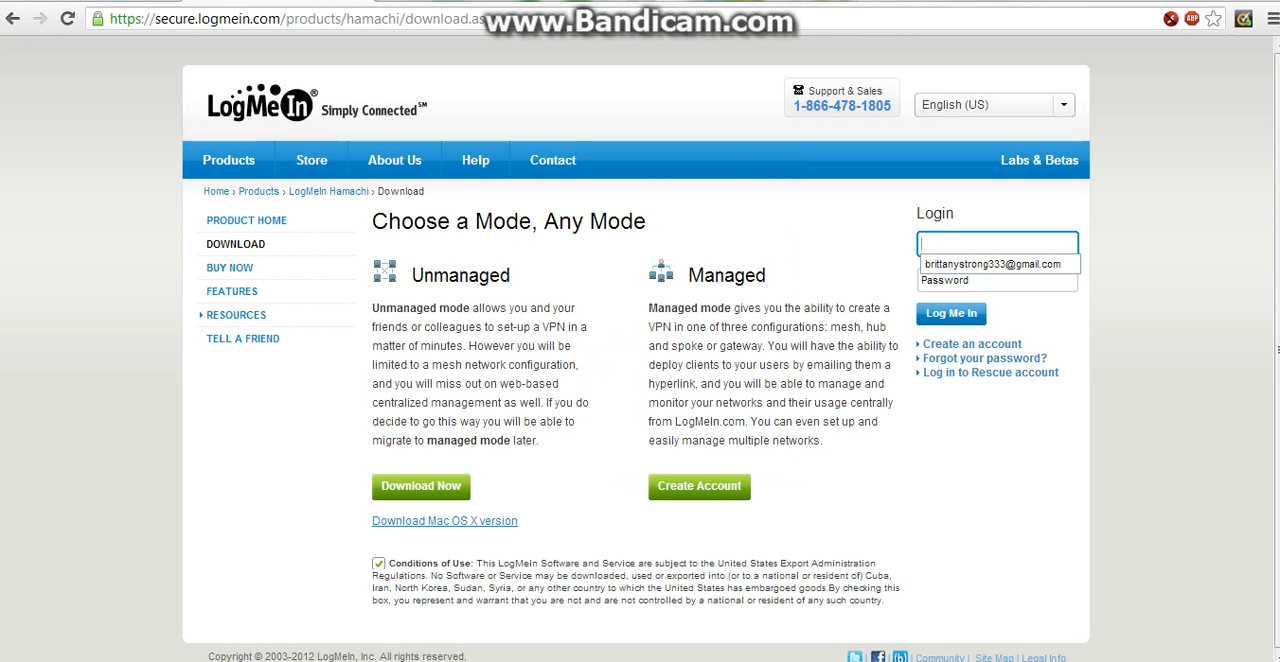 https://secure.logmein.com/products/hamachi/download.as
www.Bandicam.com
ABP
LogMeIn® Simply Connected℠
Support & Sales
1-866-478-1805
English (US)
Products Store About Us Help Contact Labs & Betas
Home › Products › LogMeIn Hamachi › Download
PRODUCT HOME
DOWNLOAD
BUY NOW
FEATURES
RESOURCES
TELL A FRIEND
Choose a Mode, Any Mode
Unmanaged
Unmanaged mode allows you and your
friends or colleagues to set-up a VPN in a
matter of minutes. However you will be
limited to a mesh network configuration,
and you will miss out on web-based
centralized management as well. If you do
decide to go this way you will be able to
migrate to managed mode later.
Download Now
Download Mac OS X version
Managed
Managed mode gives you the ability to create a
VPN in one of three configurations: mesh, hub
and spoke or gateway. You will have the ability to
deploy clients to your users by emailing them a
hyperlink, and you will be able to manage and
monitor your networks and their usage centrally
from LogMeIn.com. You can even set up and
easily manage multiple networks.
Create Account
Conditions of Use: This LogMeIn Software and Service are subject to the United States Export Administration
Regulations. No Software or Service may be downloaded, used or exported into (or to a national or resident of) Cuba,
Iran, North Korea, Sudan, Syria, or any other country to which the United States has embargoed goods.By checking this
box, you represent and warrant that you are not and are not controlled by a national or resident of any such country.
Login
brittanystrong333@gmail.com
Password
Log Me In
Create an account
Forgot your password?
Log in to Rescue account
Copyright © 2003-2012 LogMeIn, Inc. All rights reserved.
| Community | Site Map | Legal Info